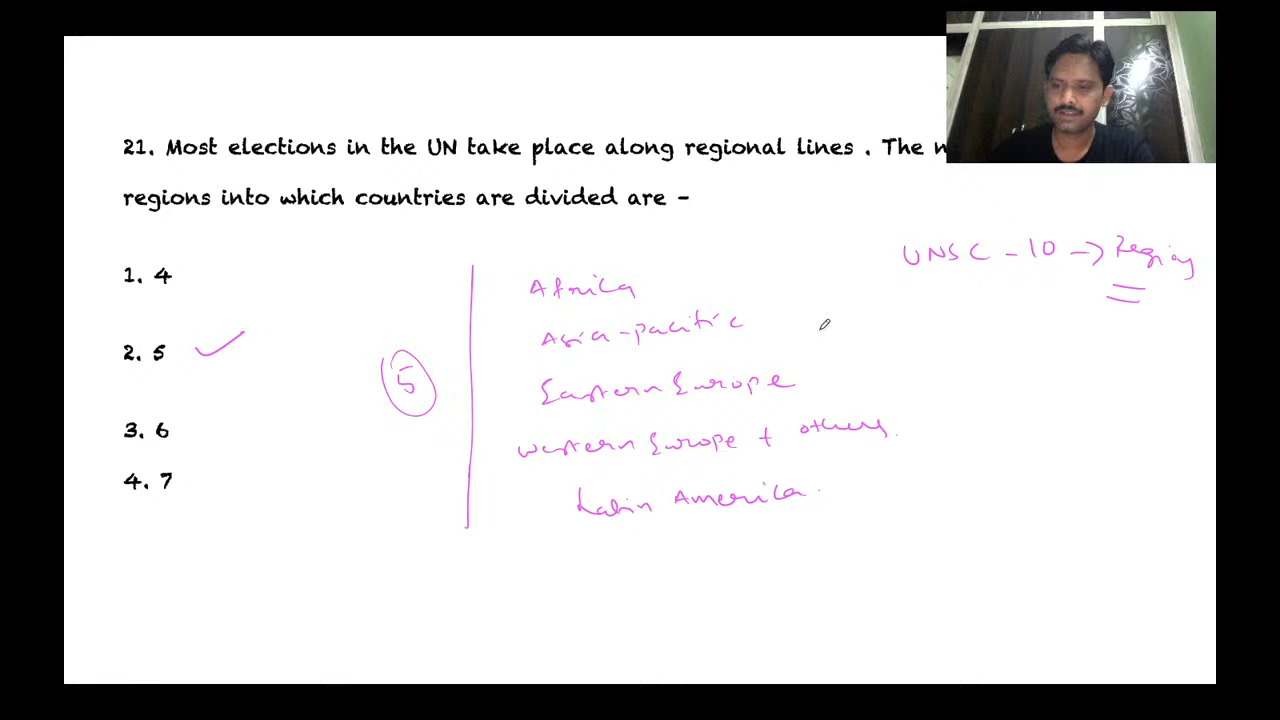 21. Most elections in the UN take place along regional lines . The
regions into which countries are divided are -
UNSC - 10 -> Regions
1. 4
Africa
Asia-pacific
2. 5
5
Eastern Europe
3. 6
western Europe + others.
4. 7
Latin America.